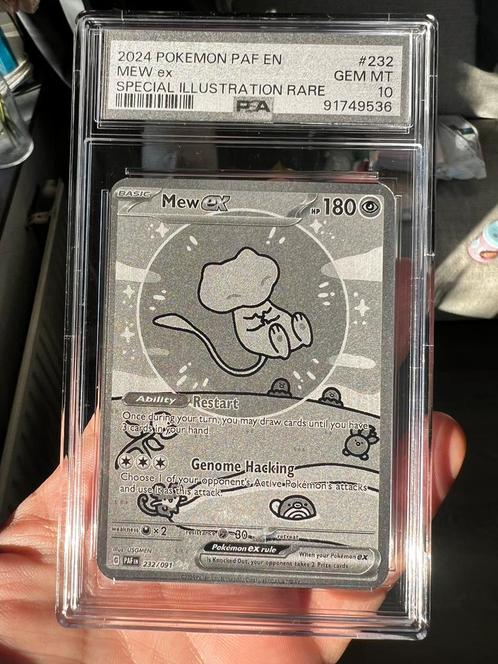 2024 POKEMON PAF EN #232
MEW ex GEM MT
SPECIAL ILLUSTRATION RARE 10
PSA 91749536
BASIC Mew ex HP 180
Ability Restart
Once during your turn, you may draw cards until you have
3 cards in your hand.
Genome Hacking
Choose 1 of your opponent's Active Pokémon's attacks
and use it as this attack.
weakness ×2 resistance -30 retreat
Illus. USGMEN
Pokémon ex rule
When your Pokémon ex
is Knocked Out, your opponent takes 2 Prize cards.
PAF EN 232/091